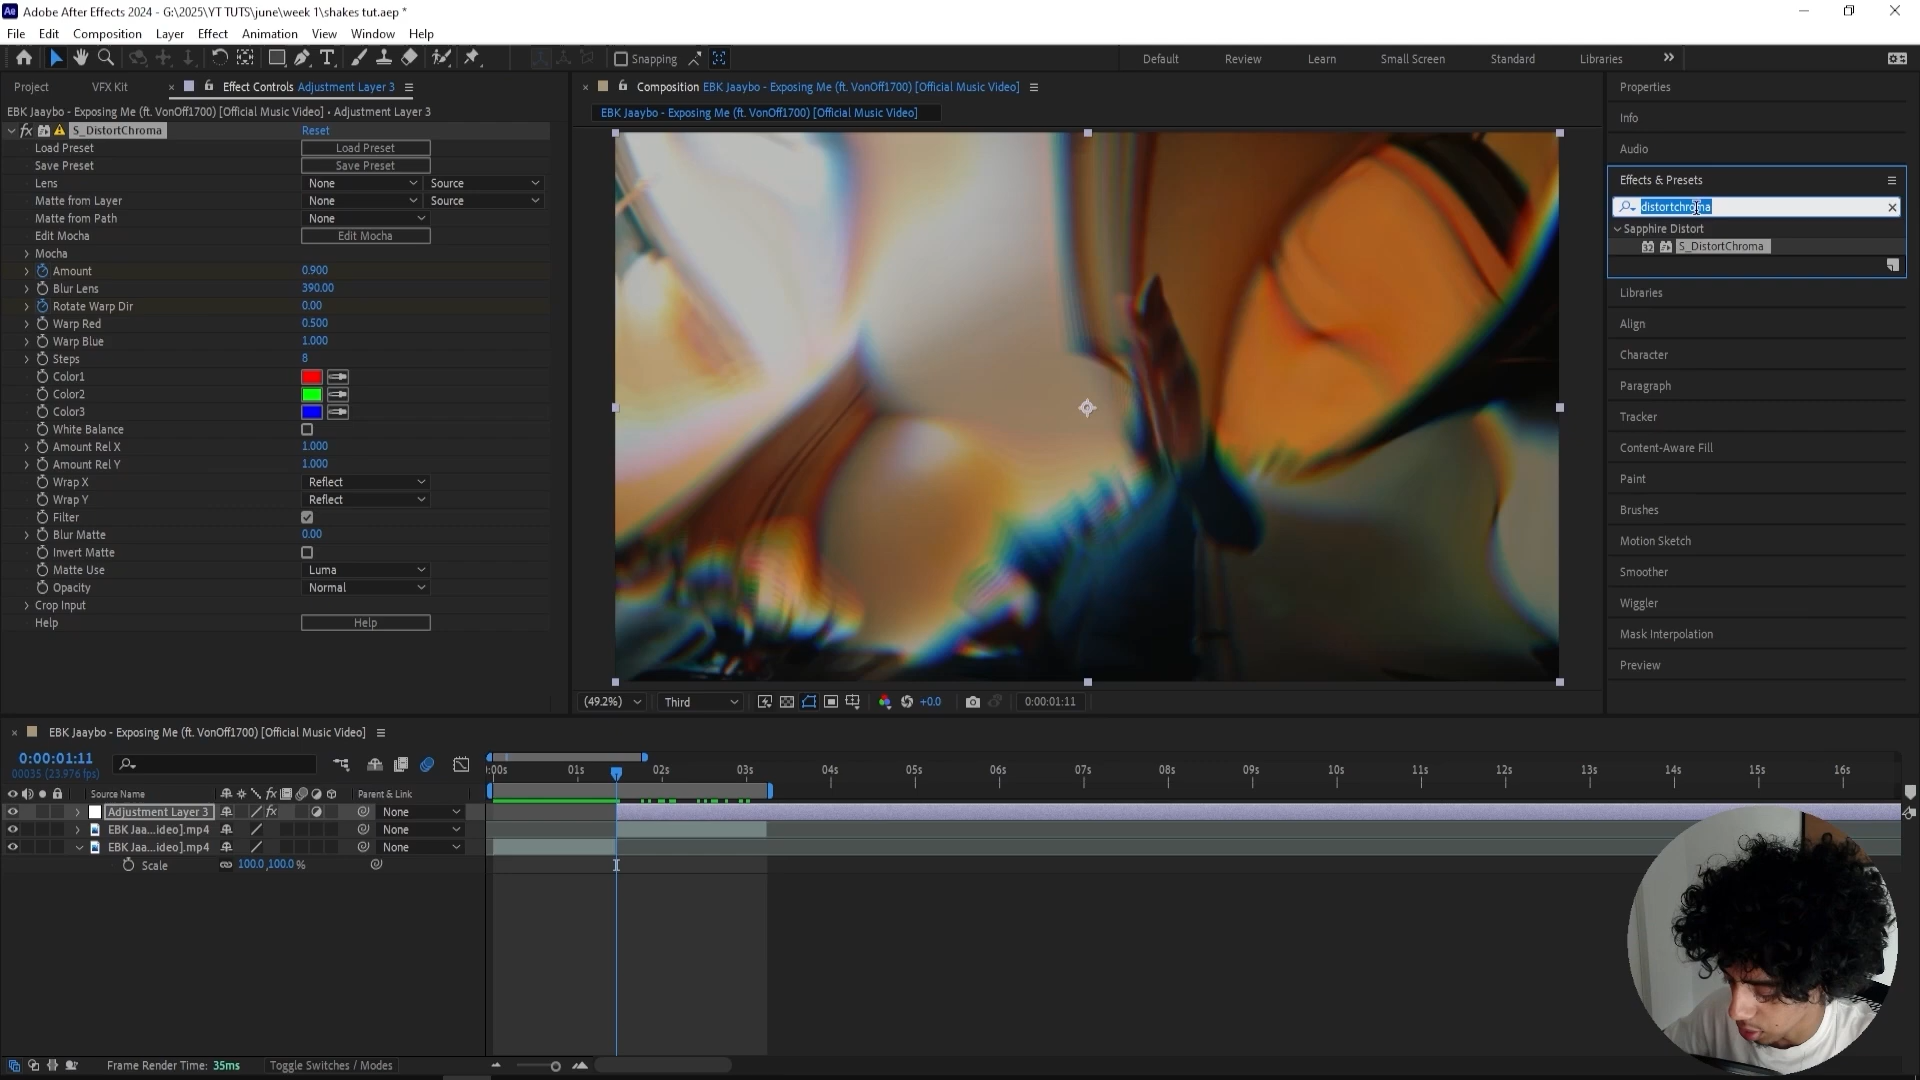 Adobe After Effects 2024 - G:\2025\YT TUTS\june\week 1\shakes tut.aep *
File Edit Composition Layer Effect Animation View Window Help
Snapping
Default Review Learn Small Screen Standard Libraries
Project VFX Kit Effect Controls Adjustment Layer 3
EBK Jaaybo - Exposing Me (ft. VonOff1700) [Official Music Video] • Adjustment Layer 3
S_DistortChroma Reset
Load Preset Load Preset
Save Preset Save Preset
Lens None Source
Matte from Layer None Source
Matte from Path None
Edit Mocha Edit Mocha
Mocha
Amount 0.900
Blur Lens 390.00
Rotate Warp Dir 0.00
Warp Red 0.500
Warp Blue 1.000
Steps 8
Color1
Color2
Color3
White Balance
Amount Rel X 1.000
Amount Rel Y 1.000
Wrap X Reflect
Wrap Y Reflect
Filter
Blur Matte 0.00
Invert Matte
Matte Use Luma
Opacity Normal
Crop Input
Help Help
Composition EBK Jaaybo - Exposing Me (ft. VonOff1700) [Official Music Video]
EBK Jaaybo - Exposing Me (ft. VonOff1700) [Official Music Video]
(49.2%) Third +0.0 0:00:01:11
Properties
Info
Audio
Effects & Presets
distortchroma
Sapphire Distort
32 S_DistortChroma
Libraries
Align
Character
Paragraph
Tracker
Content-Aware Fill
Paint
Brushes
Motion Sketch
Smoother
Wiggler
Mask Interpolation
Preview
EBK Jaaybo - Exposing Me (ft. VonOff1700) [Official Music Video]
0:00:01:11
00035 (23.976 fps)
Source Name Parent & Link
:00s 01s 02s 03s 04s 05s 06s 07s 08s 09s 10s 11s 12s 13s 14s 15s 16s
Adjustment Layer 3 None
EBK Jaa...ideo].mp4 None
EBK Jaa...ideo].mp4 None
Scale 100.0,100.0 %
Frame Render Time: 35ms Toggle Switches / Modes